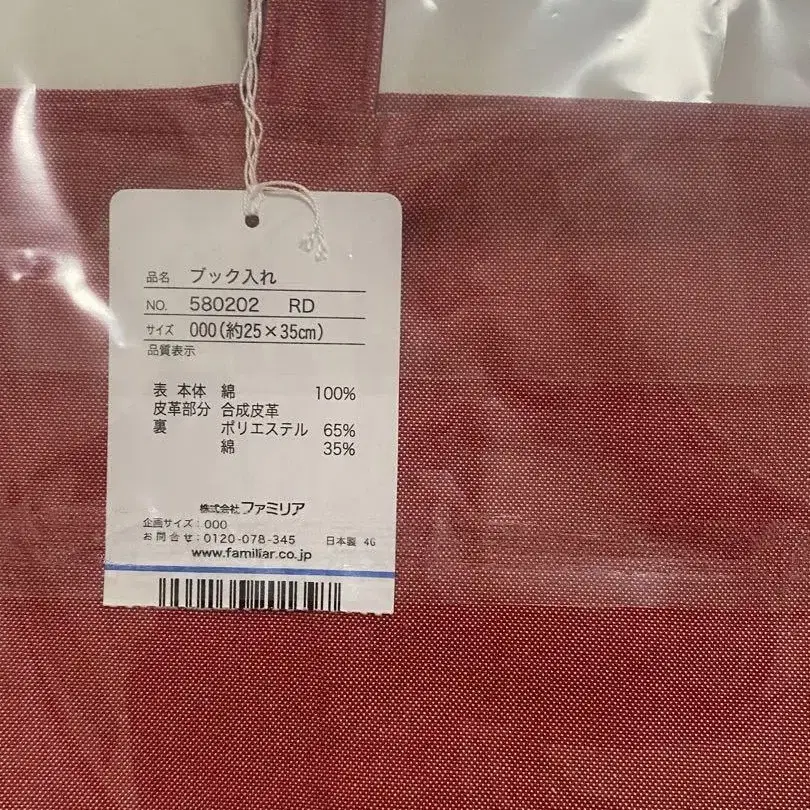 品名 ブック入れ
NO. 580202 RD
サイズ 000(約25×35cm)
品質表示
表 本体 綿 100%
皮革部分 合成皮革
裏 ポリエステル 65%
綿 35%
株式会社ファミリア
企画サイズ:000
お問合せ:0120-078-345 日本製 4G
www.familiar.co.jp